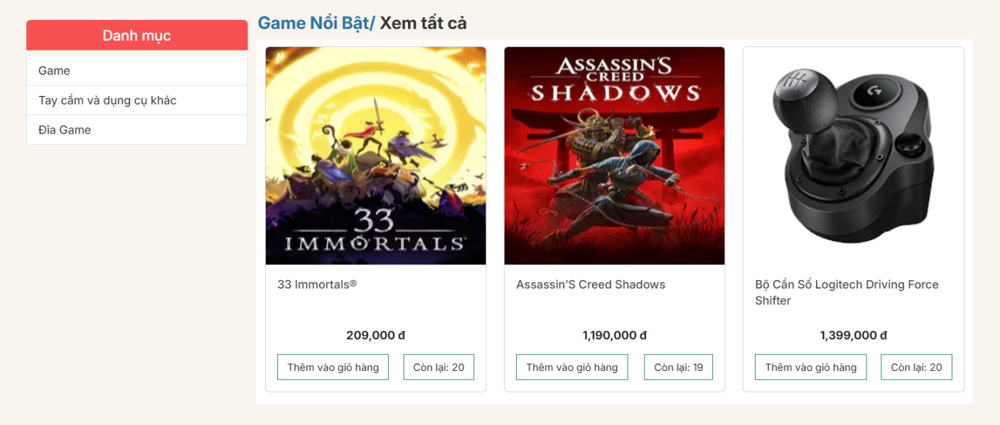 Danh mục
Game
Tay cầm và dụng cụ khác
Đĩa Game
Game Nổi Bật/ Xem tất cả
33
IMMORTALS
33 Immortals®
209,000 đ
Thêm vào giỏ hàng
Còn lại: 20
ASSASSIN'S
CREED
SHADOWS
Assassin’S Creed Shadows
1,190,000 đ
Thêm vào giỏ hàng
Còn lại: 19
G
Bộ Cần Số Logitech Driving Force
Shifter
1,399,000 đ
Thêm vào giỏ hàng
Còn lại: 20